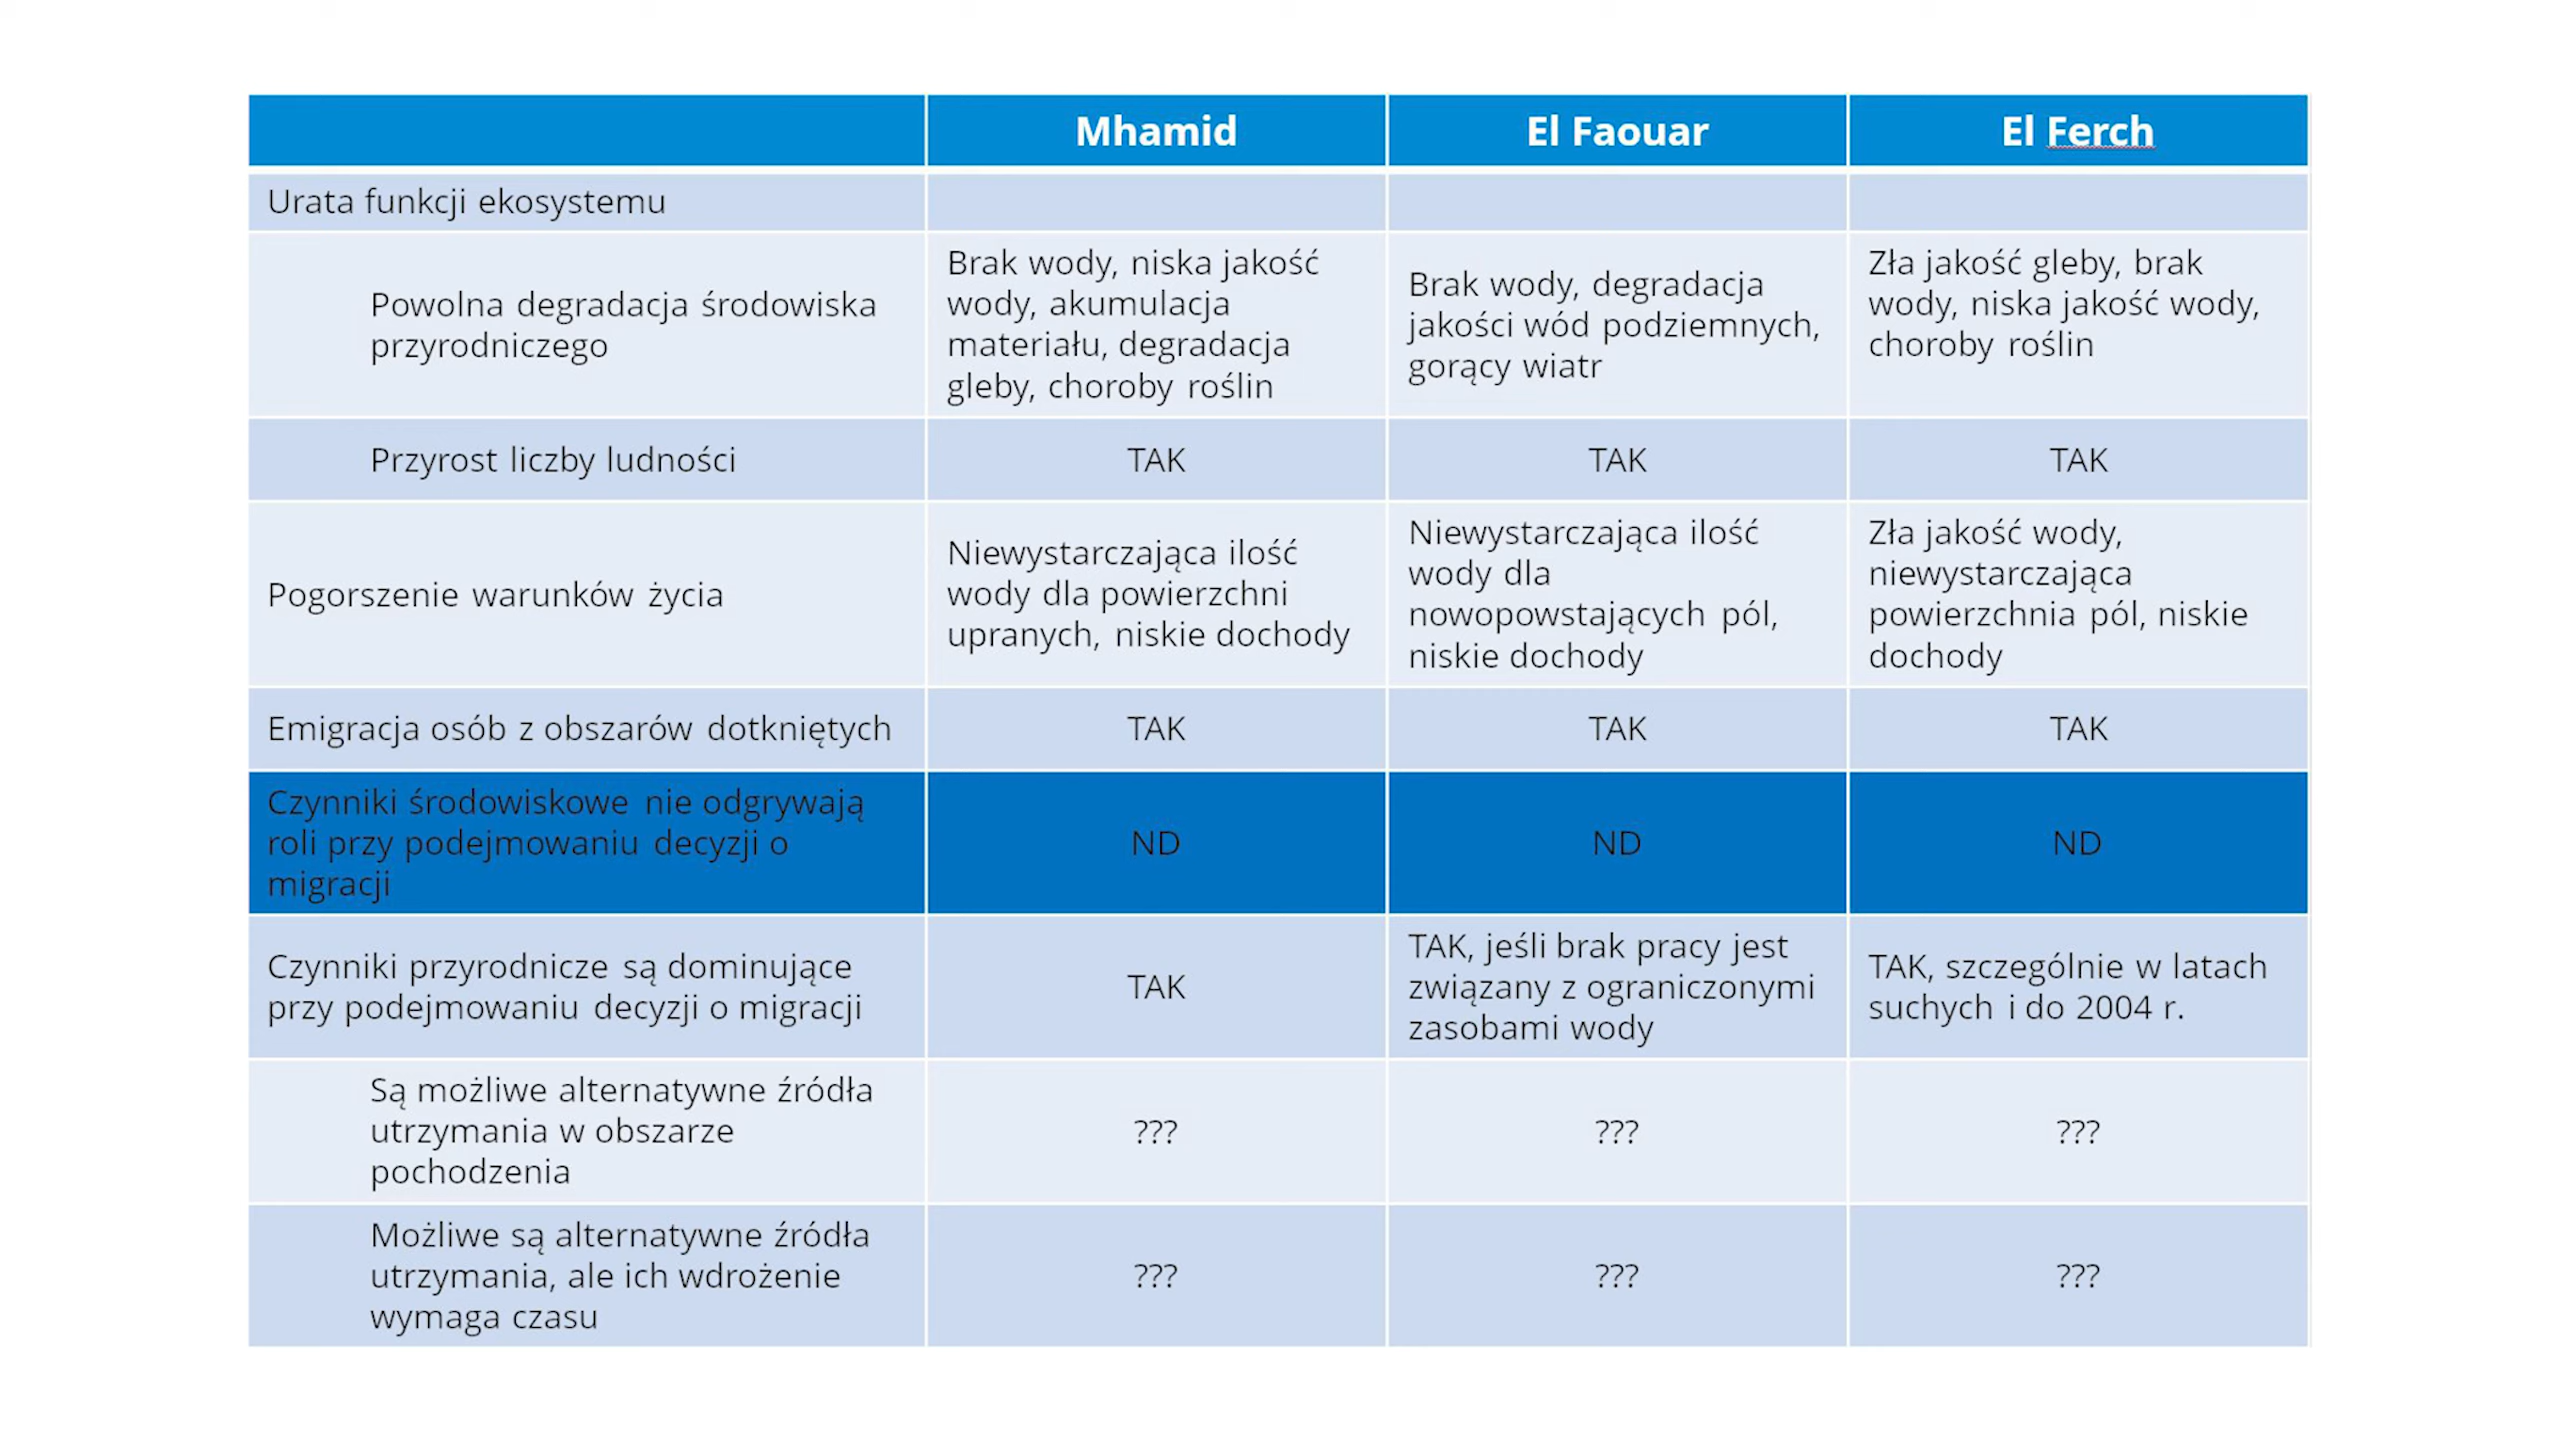 Mhamid
El Faouar
El Ferch
Urata funkcji ekosystemu
Powolna degradacja środowiska
przyrodniczego
Brak wody, niska jakość
wody, akumulacja
materiału, degradacja
gleby, choroby roślin
Brak wody, degradacja
jakości wód podziemnych,
gorący wiatr
Zła jakość gleby, brak
wody, niska jakość wody,
choroby roślin
Przyrost liczby ludności
TAK
TAK
TAK
Pogorszenie warunków życia
Niewystarczająca ilość
wody dla powierzchni
upranych, niskie dochody
Niewystarczająca ilość
wody dla
nowopowstających pól,
niskie dochody
Zła jakość wody,
niewystarczająca
powierzchnia pól, niskie
dochody
Emigracja osób z obszarów dotkniętych
TAK
TAK
TAK
Czynniki środowiskowe nie odgrywają
roli przy podejmowaniu decyzji o
migracji
ND
ND
ND
Czynniki przyrodnicze są dominujące
przy podejmowaniu decyzji o migracji
TAK
TAK, jeśli brak pracy jest
związany z ograniczonymi
zasobami wody
TAK, szczególnie w latach
suchych i do 2004 r.
Są możliwe alternatywne źródła
utrzymania w obszarze
pochodzenia
???
???
???
Możliwe są alternatywne źródła
utrzymania, ale ich wdrożenie
wymaga czasu
???
???
???